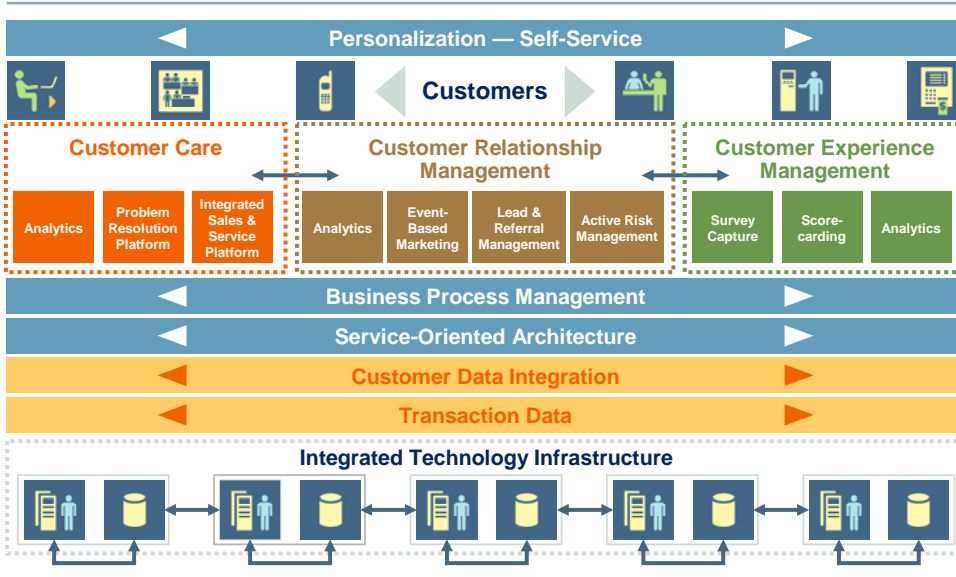 Personalization — Self-Service
Customers
Customer Care
Customer Relationship
Management
Customer Experience
Management
Analytics
Problem
Resolution
Platform
Integrated
Sales &
Service
Platform
Analytics
Event-
Based
Marketing
Lead &
Referral
Management
Active Risk
Management
Survey
Capture
Score-
carding
Analytics
Business Process Management
Service-Oriented Architecture
Customer Data Integration
Transaction Data
Integrated Technology Infrastructure